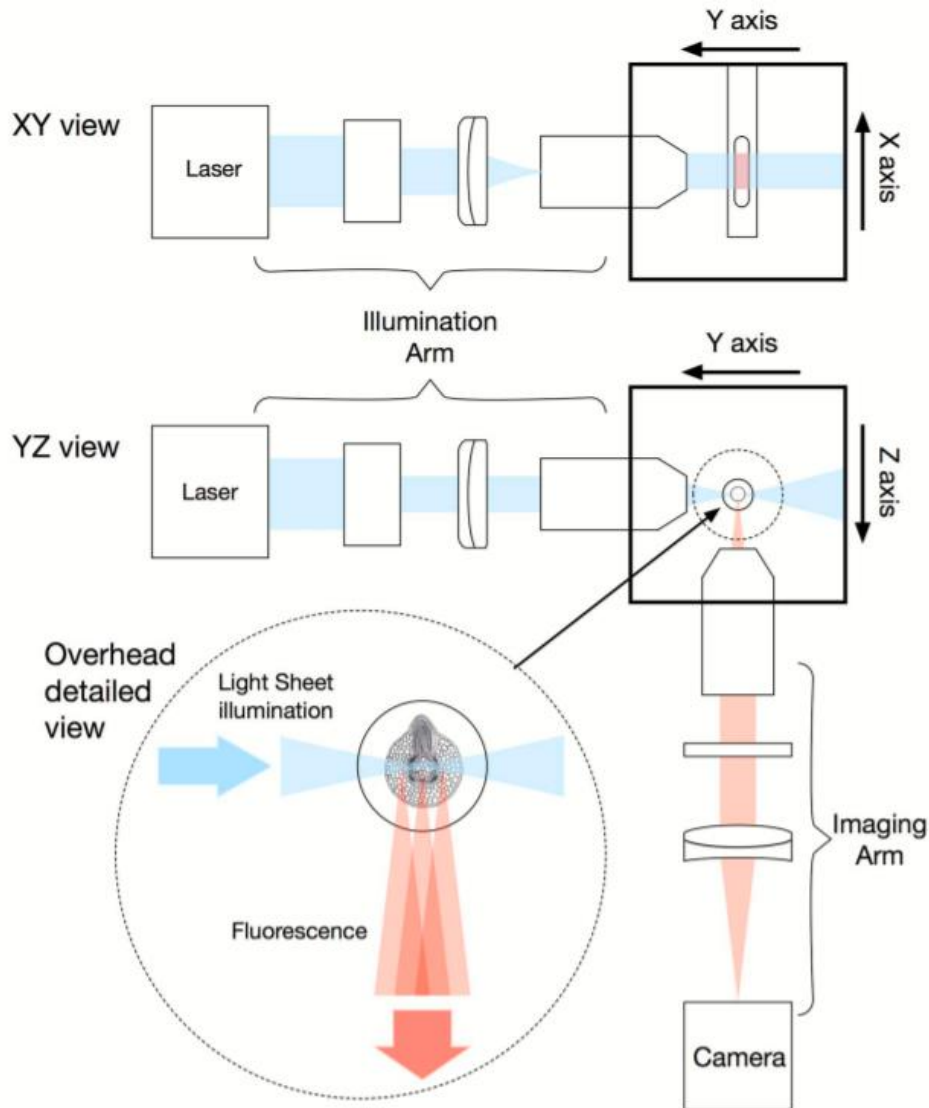 Y axis
XY view
Laser
X axis
Illumination
Arm
Y axis
YZ view
Laser
Z axis
Overhead
detailed
view
Light Sheet
illumination
Imaging
Arm
Fluorescence
Camera